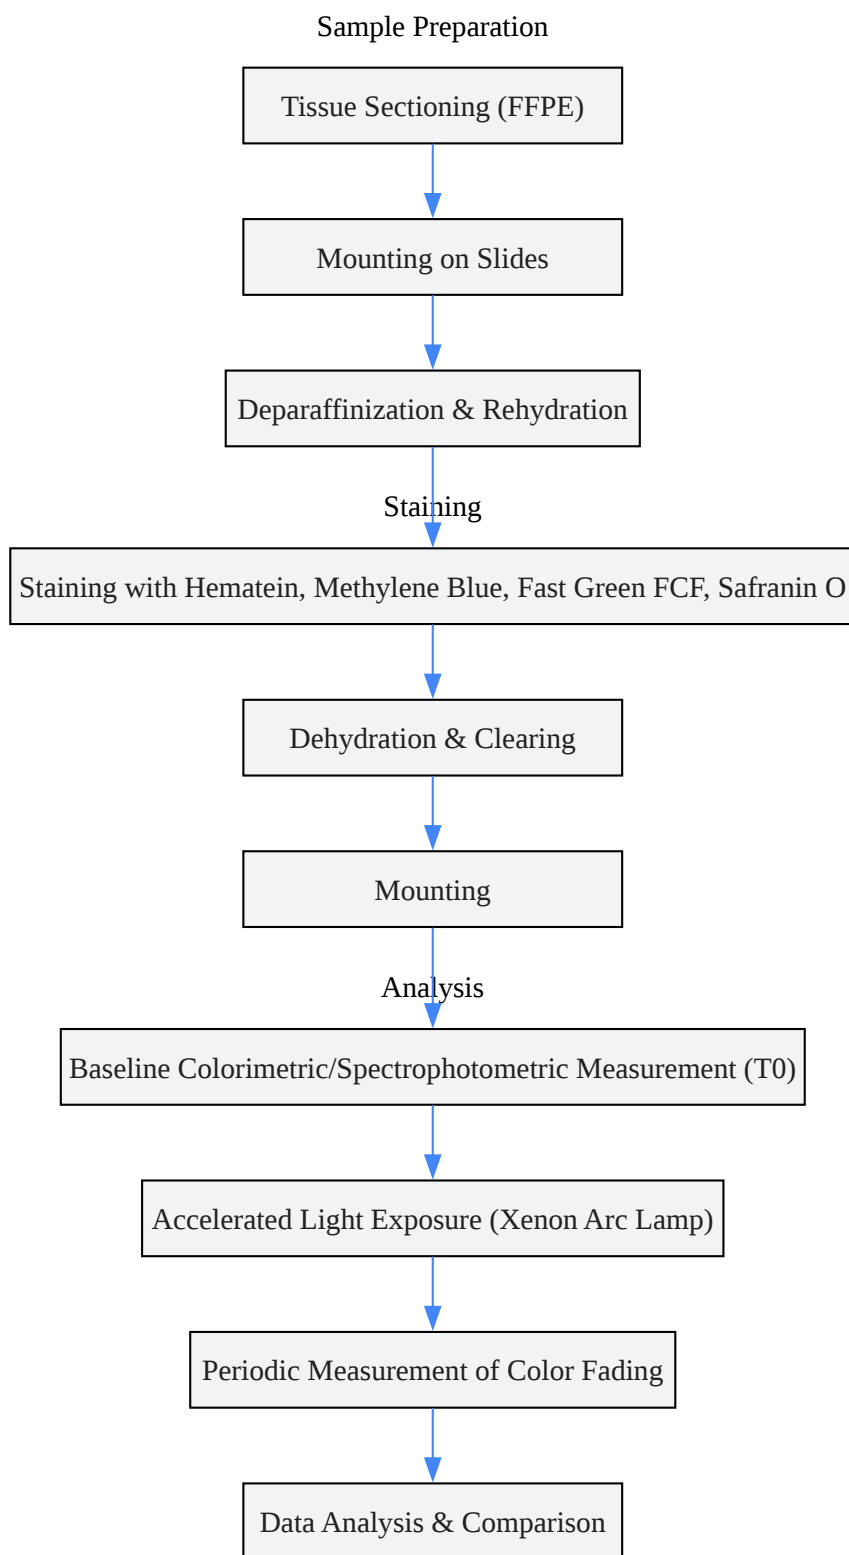 Sample Preparation
Tissue Sectioning (FFPE)
Mounting on Slides
Deparaffinization & Rehydration
Staining
Staining with Hematein, Methylene Blue, Fast Green FCF, Safranin O
Dehydration & Clearing
Mounting
Analysis
Baseline Colorimetric/Spectrophotometric Measurement (T0)
Accelerated Light Exposure (Xenon Arc Lamp)
Periodic Measurement of Color Fading
Data Analysis & Comparison